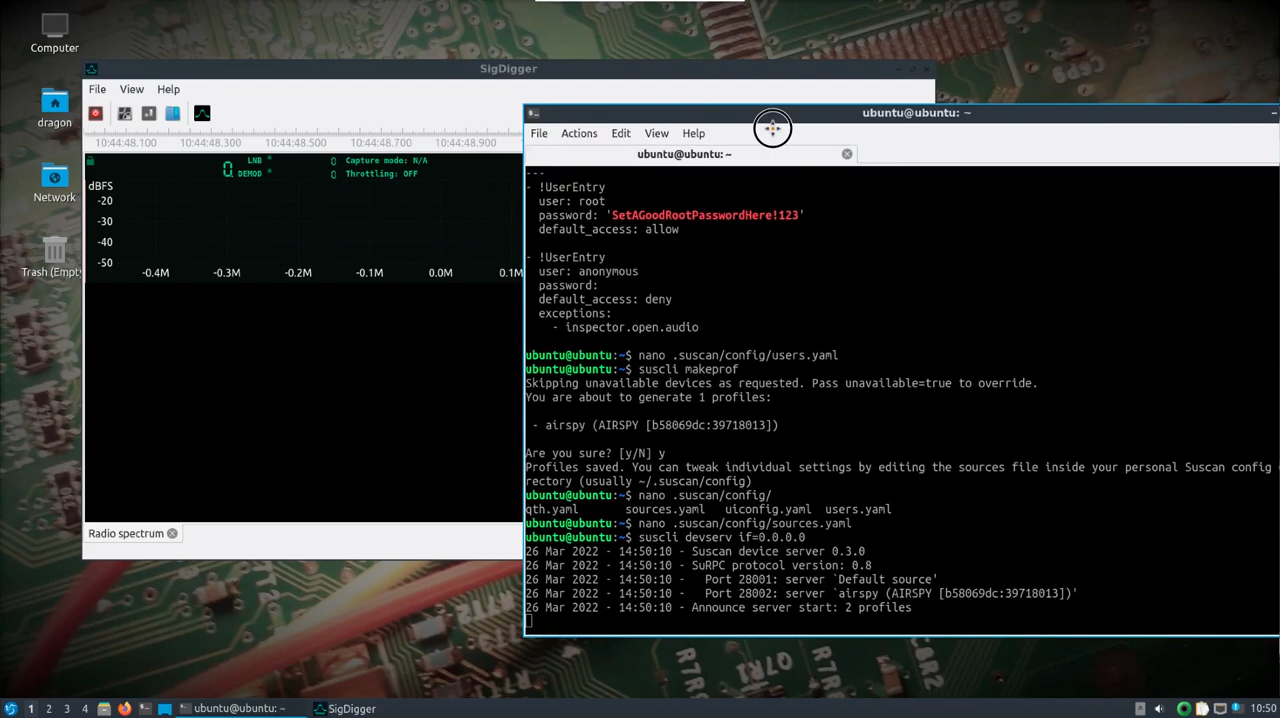 Computer
dragon
Network
Trash (Empty
SigDigger
File View Help
10:44:48.100 10:44:48.300 10:44:48.500 10:44:48.700 10:44:48.900
0. LNB
DEMOD
0 Capture mode: N/A
0 Throttling: OFF
dBFS
-20
-30
-40
-50
-0.4M -0.3M -0.2M -0.1M 0.0M 0.1M
Radio spectrum
ubuntu@ubuntu: ~
File Actions Edit View Help
ubuntu@ubuntu: ~
---
- !UserEntry
user: root
password: 'SetAGoodRootPasswordHere!123'
default_access: allow
- !UserEntry
user: anonymous
password:
default_access: deny
exceptions:
- inspector.open.audio
ubuntu@ubuntu:~$ nano .suscan/config/users.yaml
ubuntu@ubuntu:~$ suscli makeprof
Skipping unavailable devices as requested. Pass unavailable=true to override.
You are about to generate 1 profiles:
- airspy (AIRSPY [b58069dc:39718013])
Are you sure? [y/N] y
Profiles saved. You can tweak individual settings by editing the sources file inside your personal Suscan config
rectory (usually ~/.suscan/config)
ubuntu@ubuntu:~$ nano .suscan/config/
qth.yaml sources.yaml uiconfig.yaml users.yaml
ubuntu@ubuntu:~$ nano .suscan/config/sources.yaml
ubuntu@ubuntu:~$ suscli devserv if=0.0.0.0
26 Mar 2022 - 14:50:10 - Suscan device server 0.3.0
26 Mar 2022 - 14:50:10 - SuRPC protocol version: 0.8
26 Mar 2022 - 14:50:10 - Port 28001: server `Default source'
26 Mar 2022 - 14:50:10 - Port 28002: server `airspy (AIRSPY [b58069dc:39718013])'
26 Mar 2022 - 14:50:10 - Announce server start: 2 profiles
1 2 3 4 ubuntu@ubuntu: ~ SigDigger 10:50